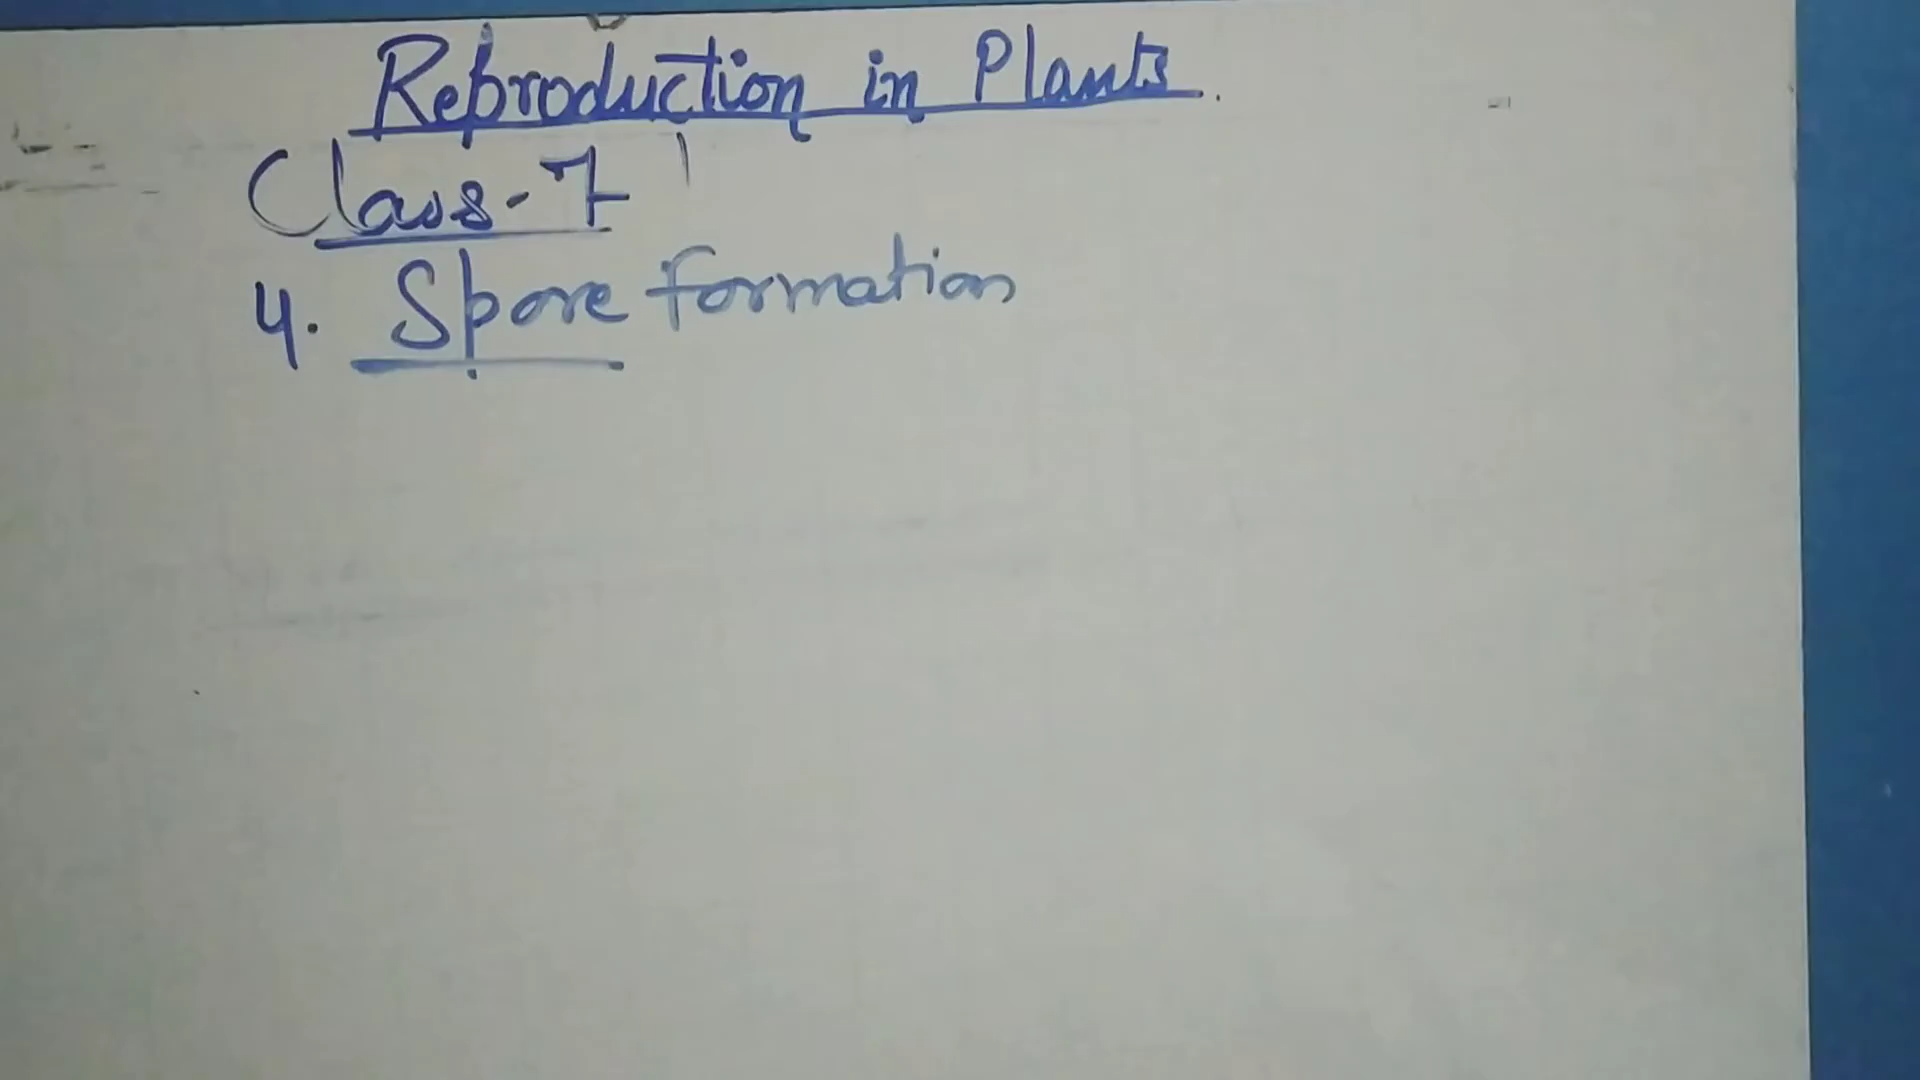 Reproduction in Plants.
Class-7
4. Spore formation